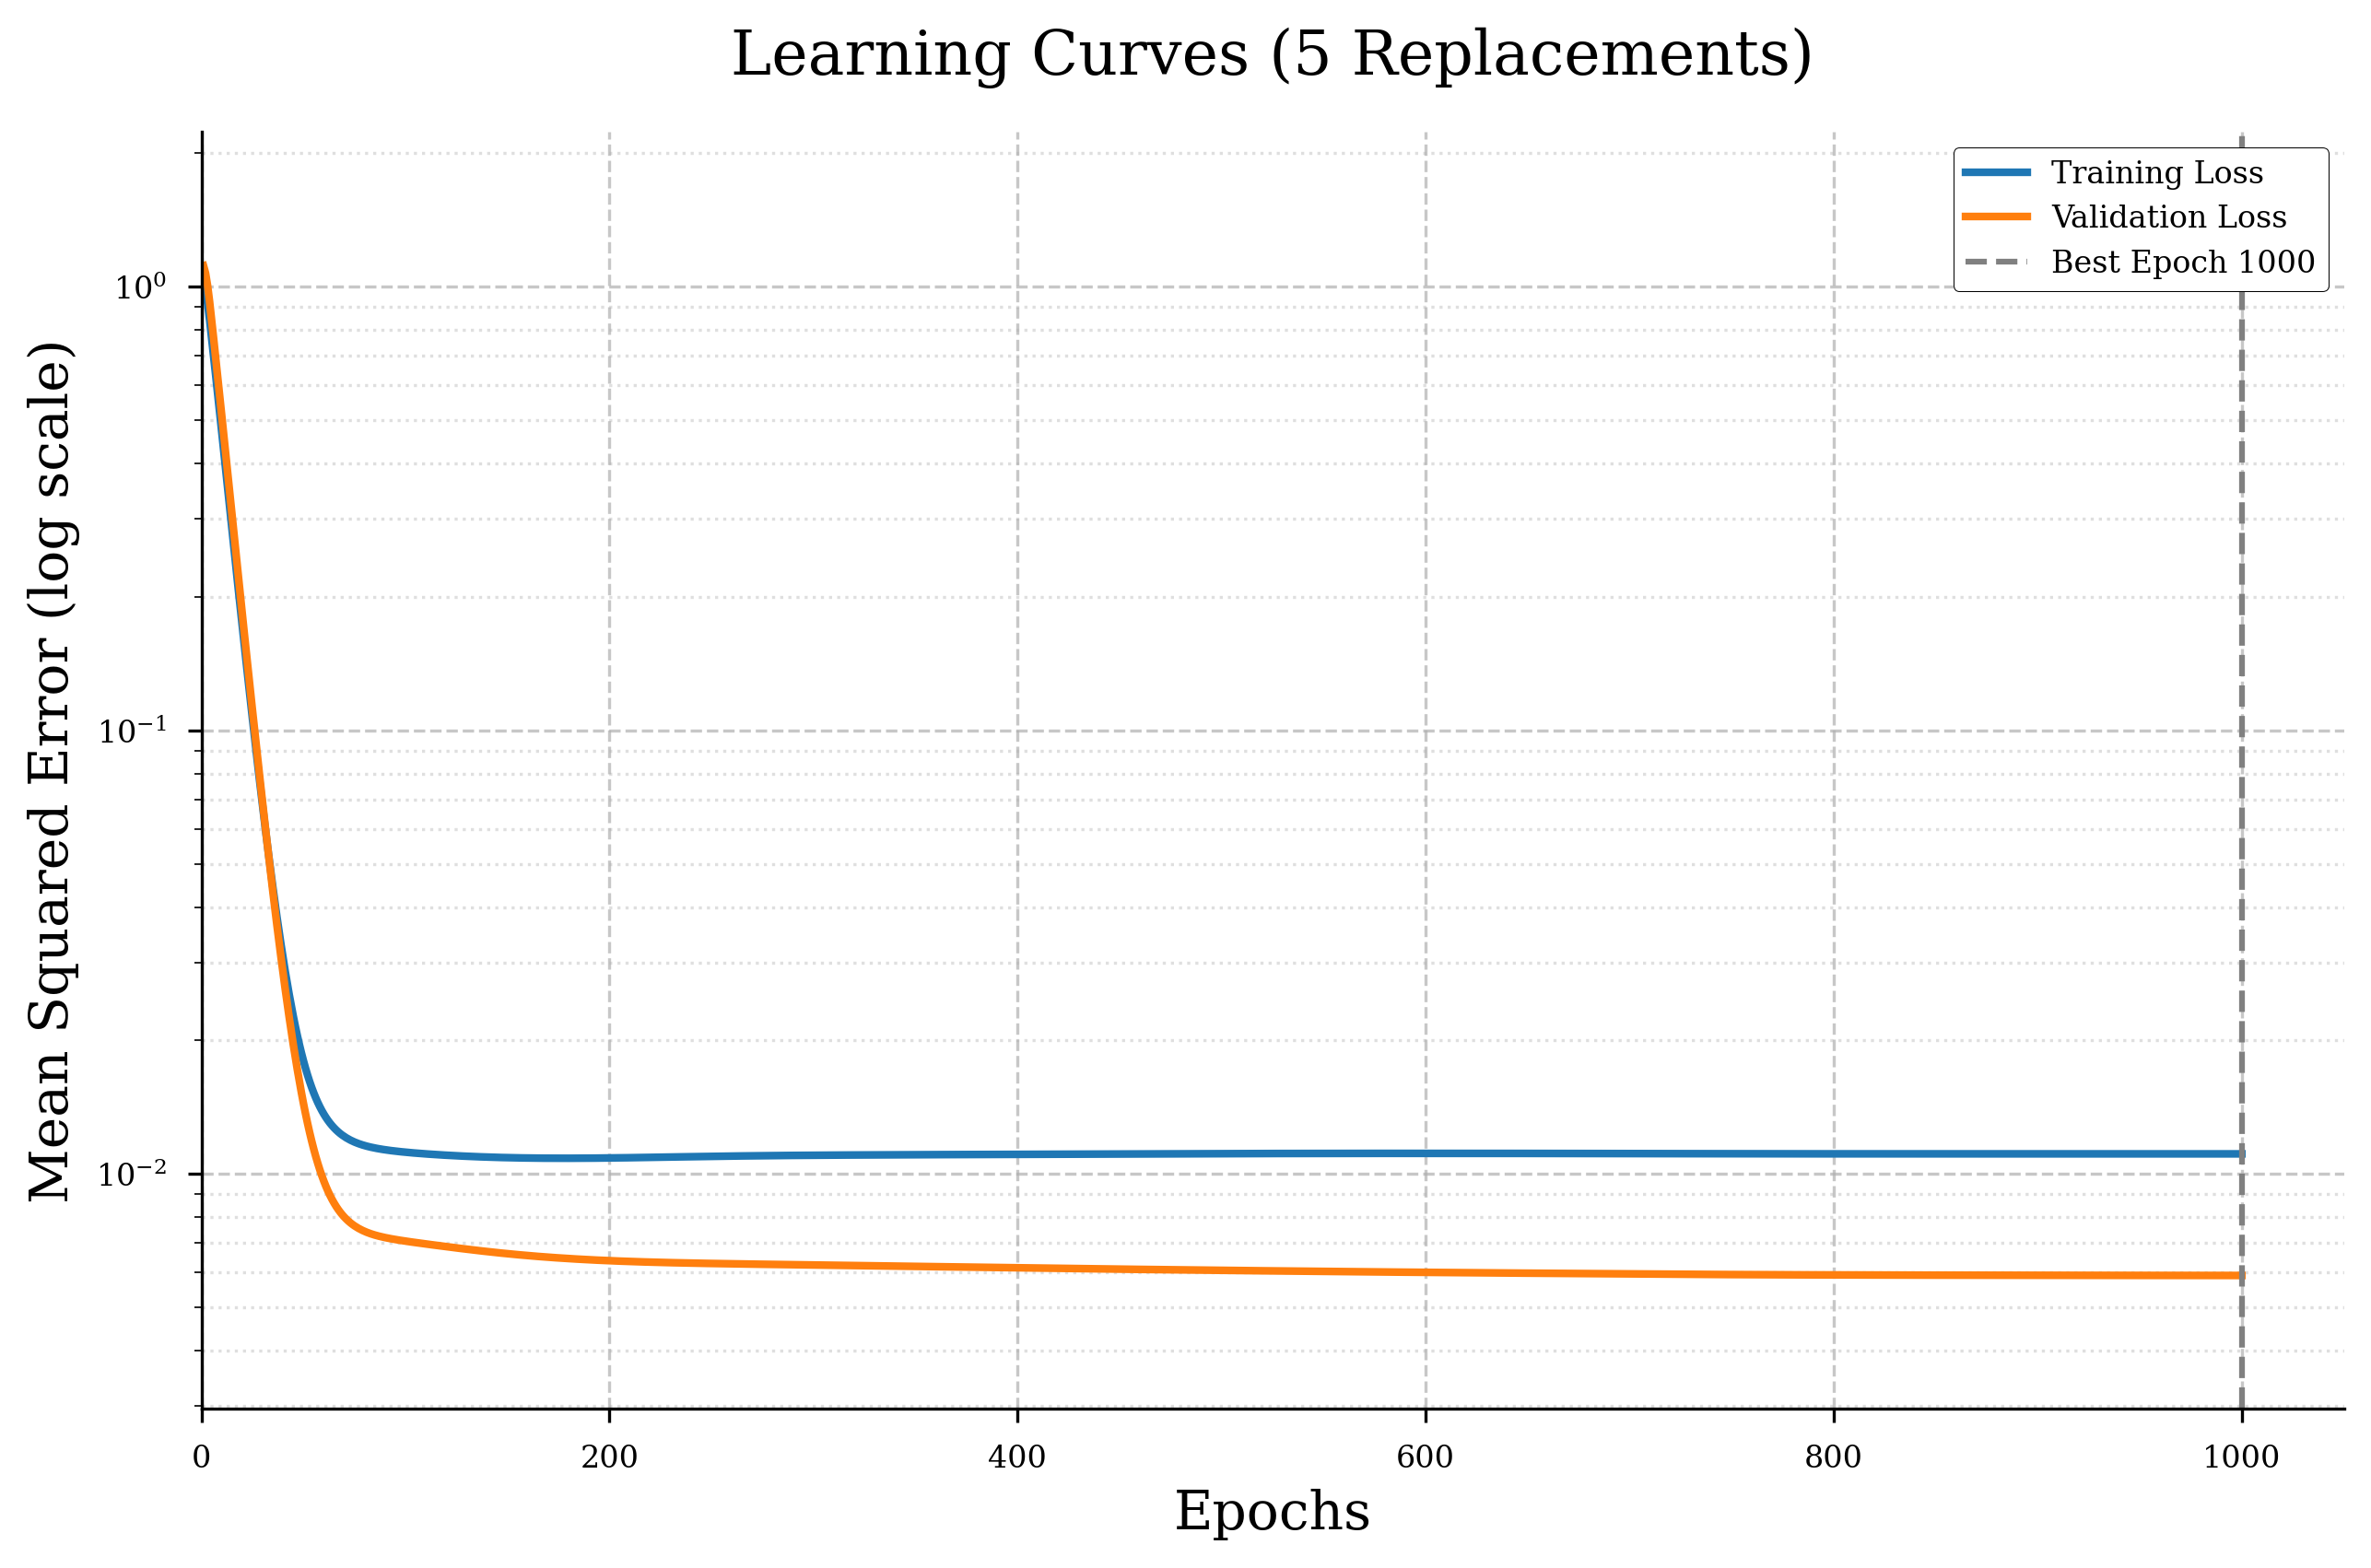 Learning Curves (5 Replacements)
Training Loss
Validation Loss
Best Epoch 1000
Mean Squared Error (log scale)
10⁰
10⁻¹
10⁻²
0 200 400 600 800 1000
Epochs